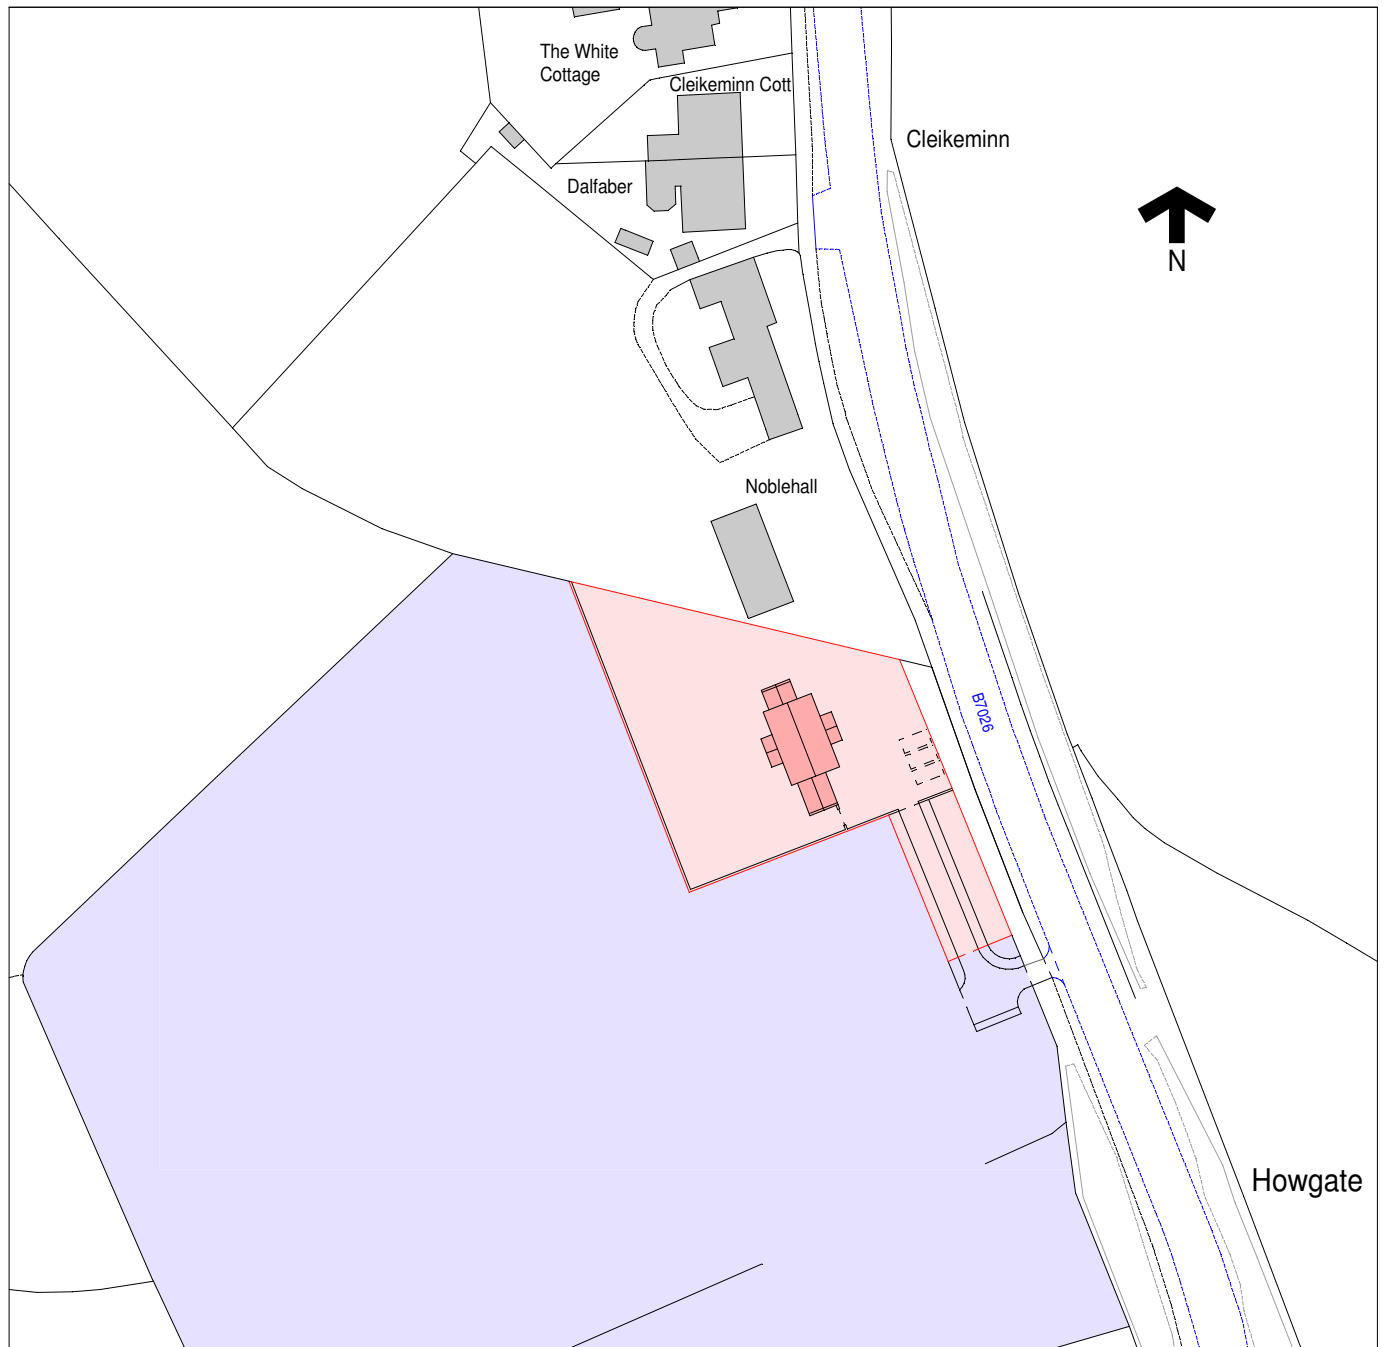 The White
Cottage
Cleikeminn Cott
Cleikeminn
Dalfaber
N
Noblehall
B7026
Howgate